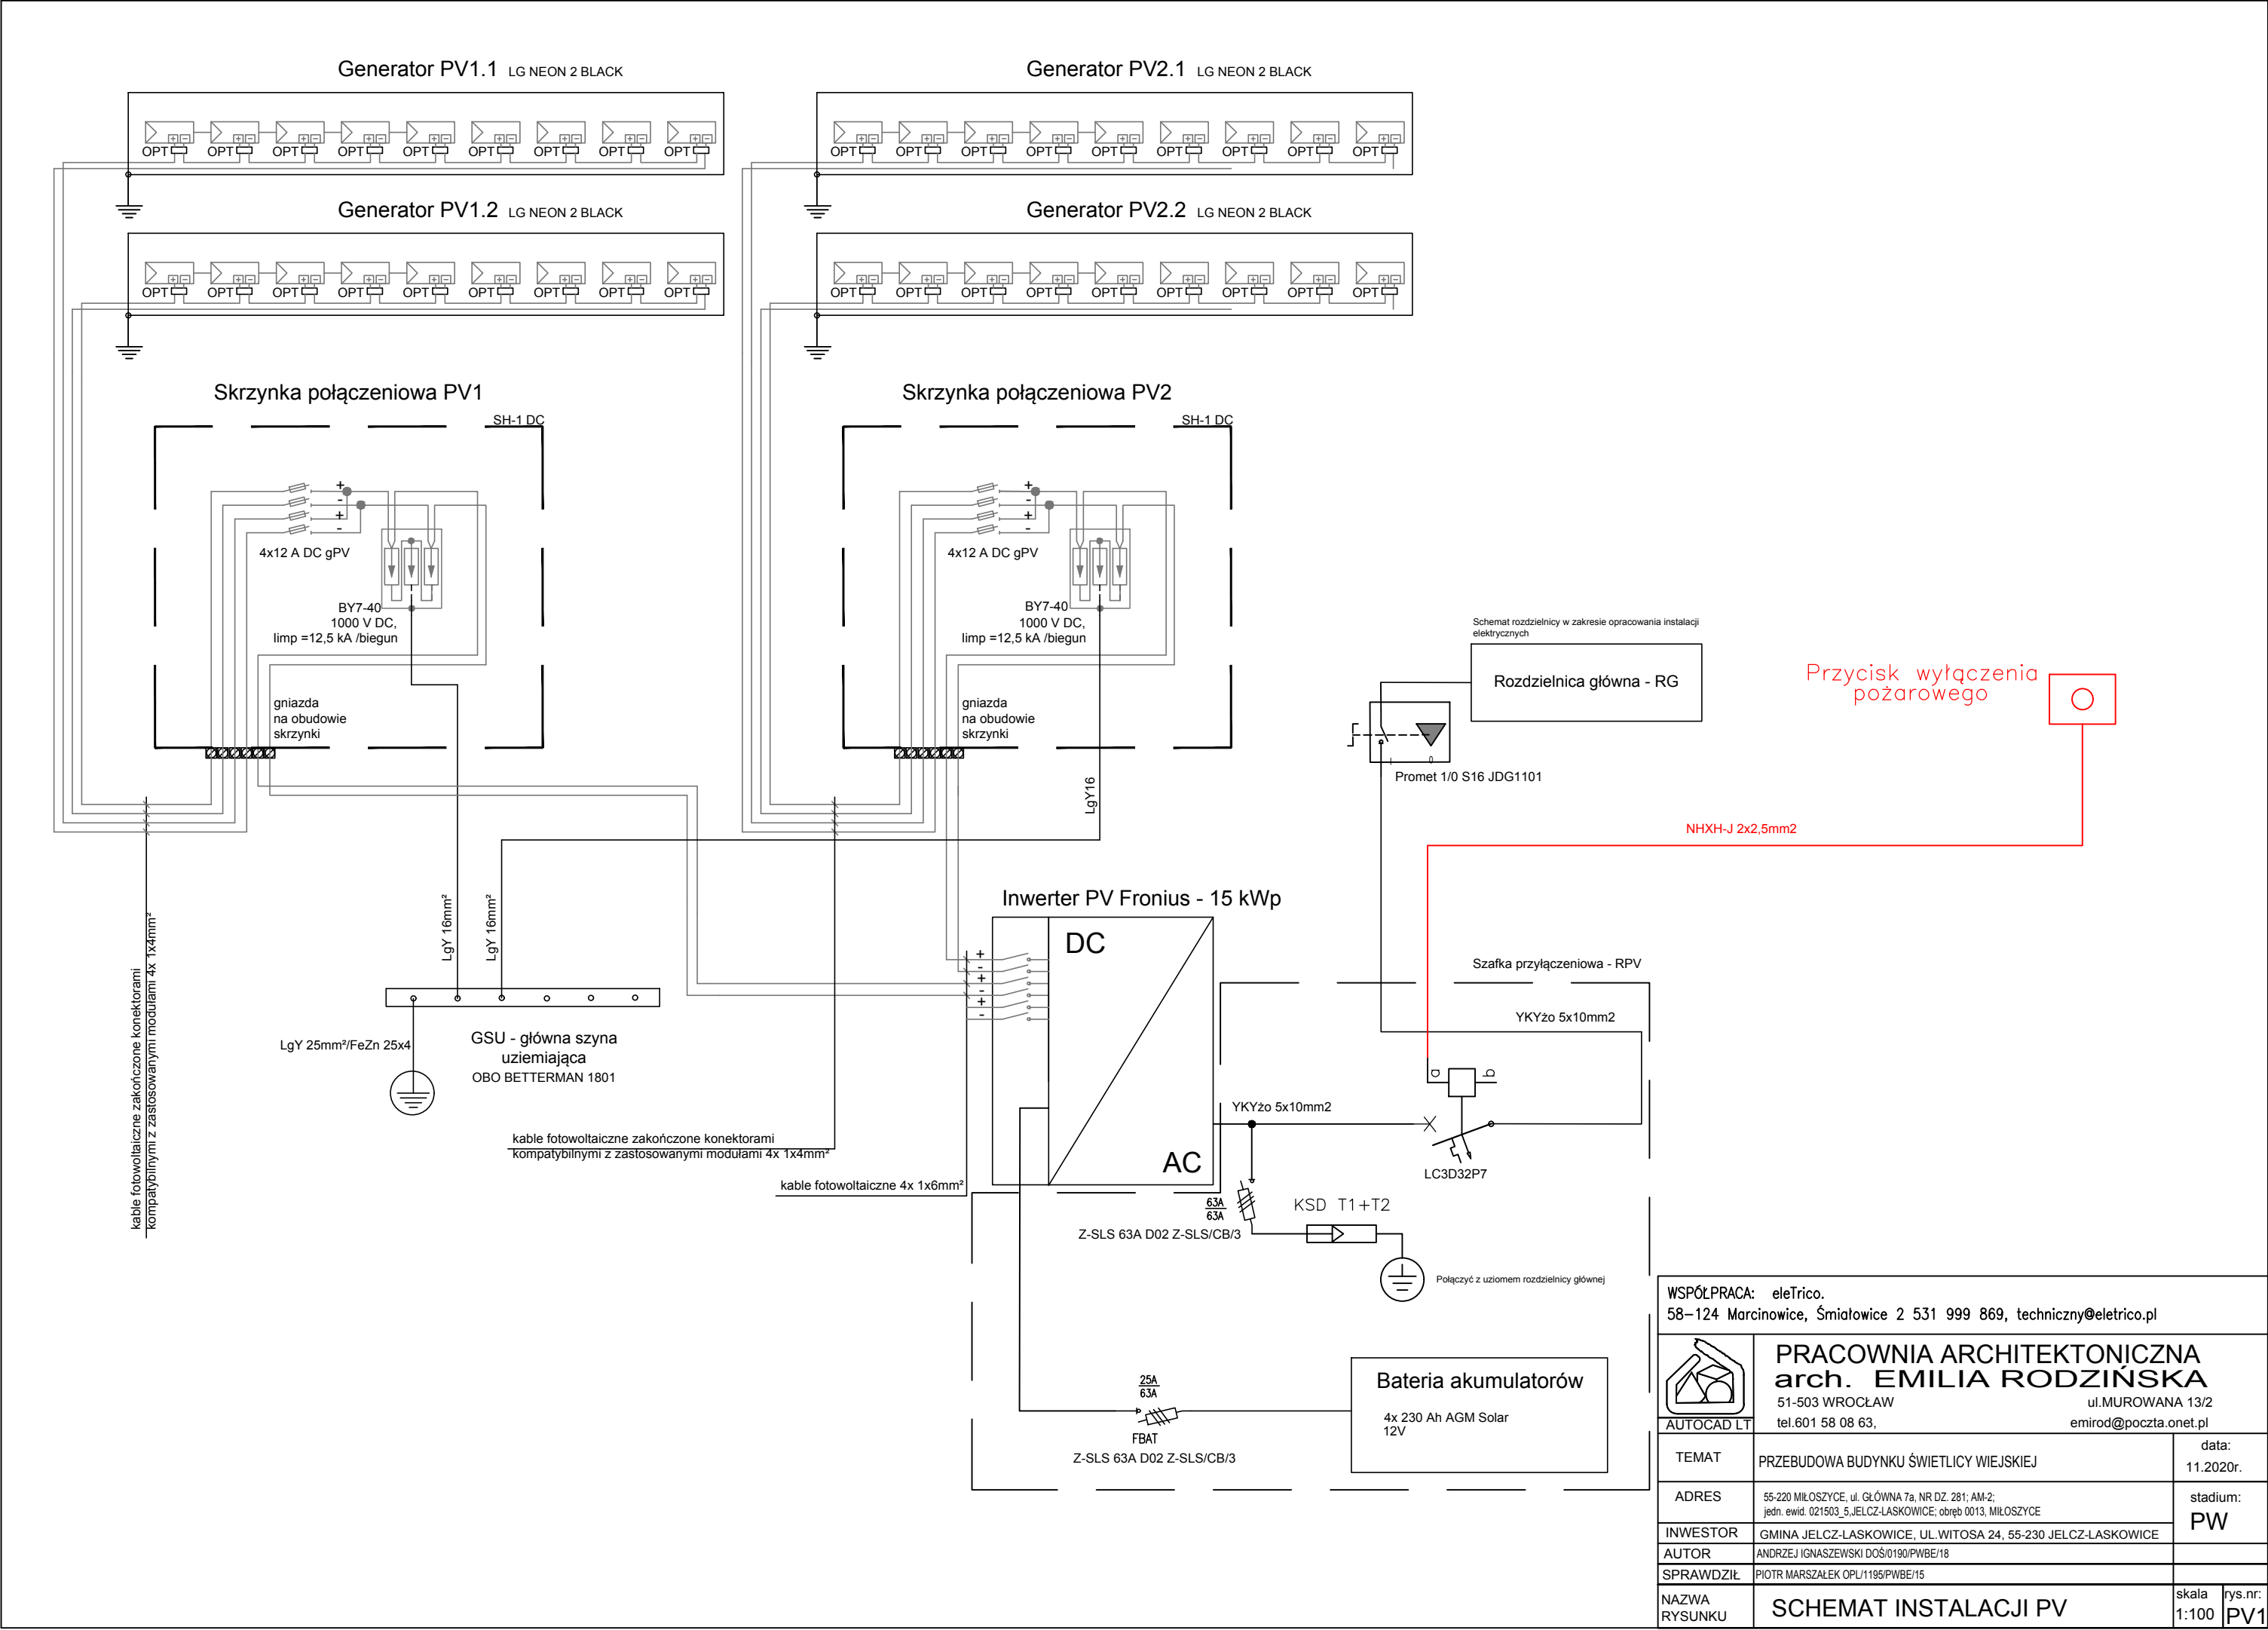 Generator PV1.1 LG NEON 2 BLACK
OPT OPT OPT OPT OPT OPT OPT OPT OPT
Generator PV2.1 LG NEON 2 BLACK
OPT OPT OPT OPT OPT OPT OPT OPT OPT
Generator PV1.2 LG NEON 2 BLACK
OPT OPT OPT OPT OPT OPT OPT OPT OPT
Generator PV2.2 LG NEON 2 BLACK
OPT OPT OPT OPT OPT OPT OPT OPT OPT
Skrzynka połączeniowa PV1
SH-1 DC
+
-
+
-
4x12 A DC gPV
BY7-40
1000 V DC,
Iimp =12,5 kA /biegun
gniazda
na obudowie
skrzynki
Skrzynka połączeniowa PV2
SH-1 DC
+
-
+
-
4x12 A DC gPV
BY7-40
1000 V DC,
Iimp =12,5 kA /biegun
gniazda
na obudowie
skrzynki
LgY16
Schemat rozdzielnicy w zakresie opracowania instalacji
elektrycznych
Rozdzielnica główna - RG
I 0
Promet 1/0 S16 JDG1101
Przycisk wyłączenia
pożarowego
NHXH-J 2x2,5mm2
kable fotowoltaiczne zakończone konektorami
kompatybilnymi z zastosowanymi modułami 4x 1x4mm²
LgY 16mm²
LgY 16mm²
LgY 25mm²/FeZn 25x4
GSU - główna szyna
uziemiająca
OBO BETTERMAN 1801
kable fotowoltaiczne zakończone konektorami
kompatybilnymi z zastosowanymi modułami 4x 1x4mm²
kable fotowoltaiczne 4x 1x6mm²
Inwerter PV Fronius - 15 kWp
+
-
+
-
+
-
DC
AC
Szafka przyłączeniowa - RPV
YKYżo 5x10mm2
a b
YKYżo 5x10mm2
LC3D32P7
63A
63A
Z-SLS 63A D02 Z-SLS/CB/3
KSD T1+T2
Połączyć z uziomem rozdzielnicy głównej
25A
63A
FBAT
Z-SLS 63A D02 Z-SLS/CB/3
Bateria akumulatorów
4x 230 Ah AGM Solar
12V
WSPÓŁPRACA: eleTrico.
58-124 Marcinowice, Śmiałowice 2 531 999 869, techniczny@eletrico.pl
AUTOCAD LT
PRACOWNIA ARCHITEKTONICZNA
arch. EMILIA RODZIŃSKA
51-503 WROCŁAW ul.MUROWANA 13/2
tel.601 58 08 63, emirod@poczta.onet.pl
TEMAT PRZEBUDOWA BUDYNKU ŚWIETLICY WIEJSKIEJ
data:
11.2020r.
ADRES
55-220 MIŁOSZYCE, ul. GŁÓWNA 7a, NR DZ. 281; AM-2;
jedn. ewid. 021503_5,JELCZ-LASKOWICE; obręb 0013, MIŁOSZYCE
stadium:
PW
INWESTOR GMINA JELCZ-LASKOWICE, UL.WITOSA 24, 55-230 JELCZ-LASKOWICE
AUTOR ANDRZEJ IGNASZEWSKI DOŚ/0190/PWBE/18
SPRAWDZIŁ PIOTR MARSZAŁEK OPL/1195/PWBE/15
NAZWA
RYSUNKU
SCHEMAT INSTALACJI PV
skala
1:100
rys.nr:
PV1